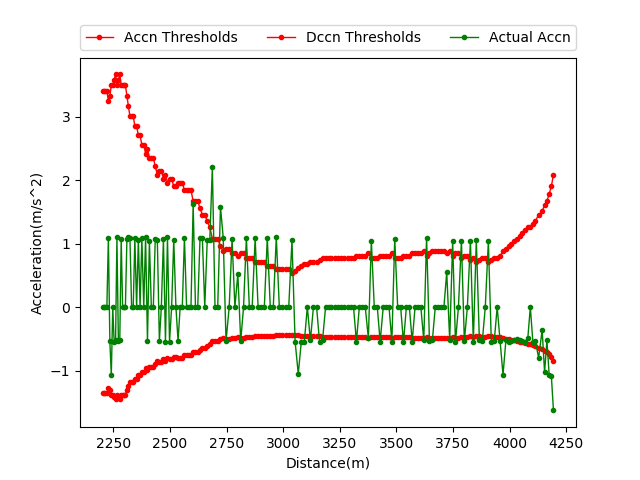 Accn Thresholds Dccn Thresholds Actual Accn
3
2
1
0
−1
Acceleration(m/s^2)
2250 2500 2750 3000 3250 3500 3750 4000 4250
Distance(m)